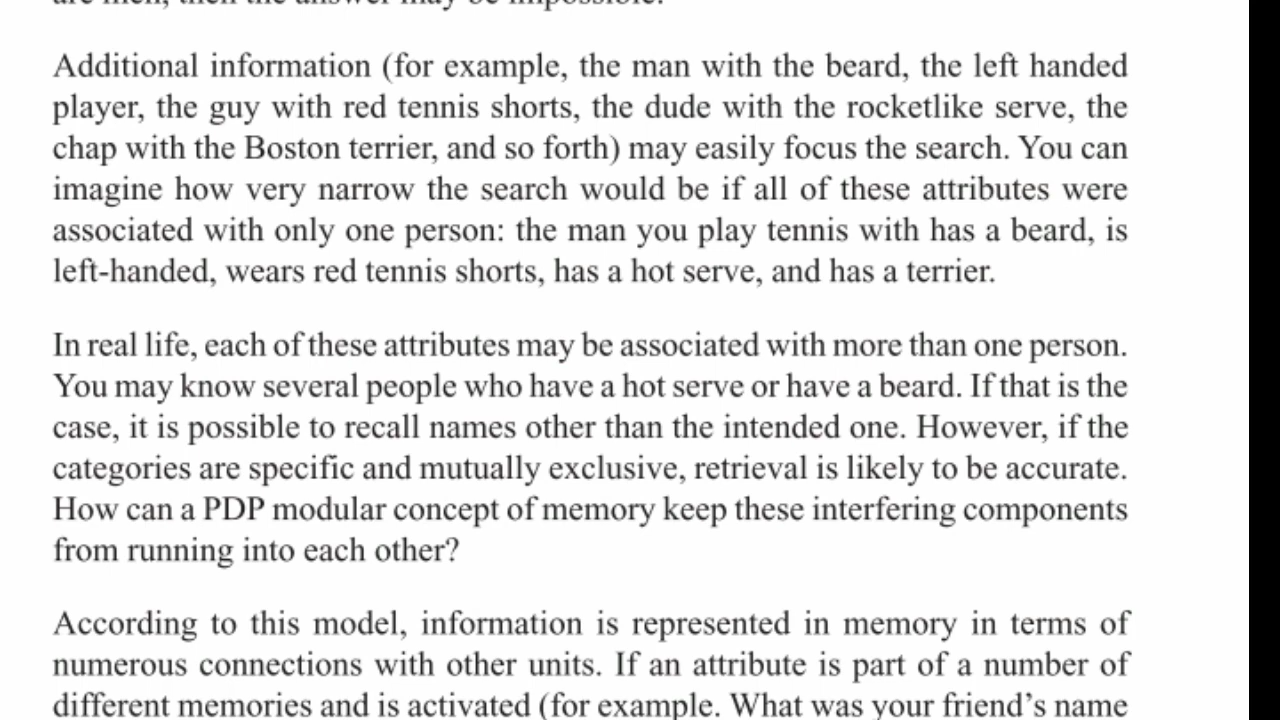 are men, then the answer may be impossible.
Additional information (for example, the man with the beard, the left handed
player, the guy with red tennis shorts, the dude with the rocketlike serve, the
chap with the Boston terrier, and so forth) may easily focus the search. You can
imagine how very narrow the search would be if all of these attributes were
associated with only one person: the man you play tennis with has a beard, is
left-handed, wears red tennis shorts, has a hot serve, and has a terrier.
In real life, each of these attributes may be associated with more than one person.
You may know several people who have a hot serve or have a beard. If that is the
case, it is possible to recall names other than the intended one. However, if the
categories are specific and mutually exclusive, retrieval is likely to be accurate.
How can a PDP modular concept of memory keep these interfering components
from running into each other?
According to this model, information is represented in memory in terms of
numerous connections with other units. If an attribute is part of a number of
different memories and is activated (for example. What was your friend’s name